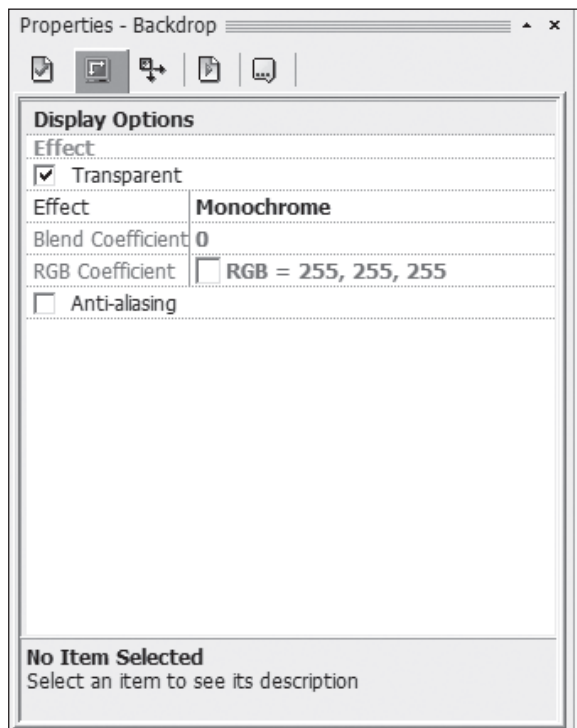 Properties - Backdrop
Display Options
Effect
Transparent
Effect Monochrome
Blend Coefficient 0
RGB Coefficient RGB = 255, 255, 255
Anti-aliasing
No Item Selected
Select an item to see its description